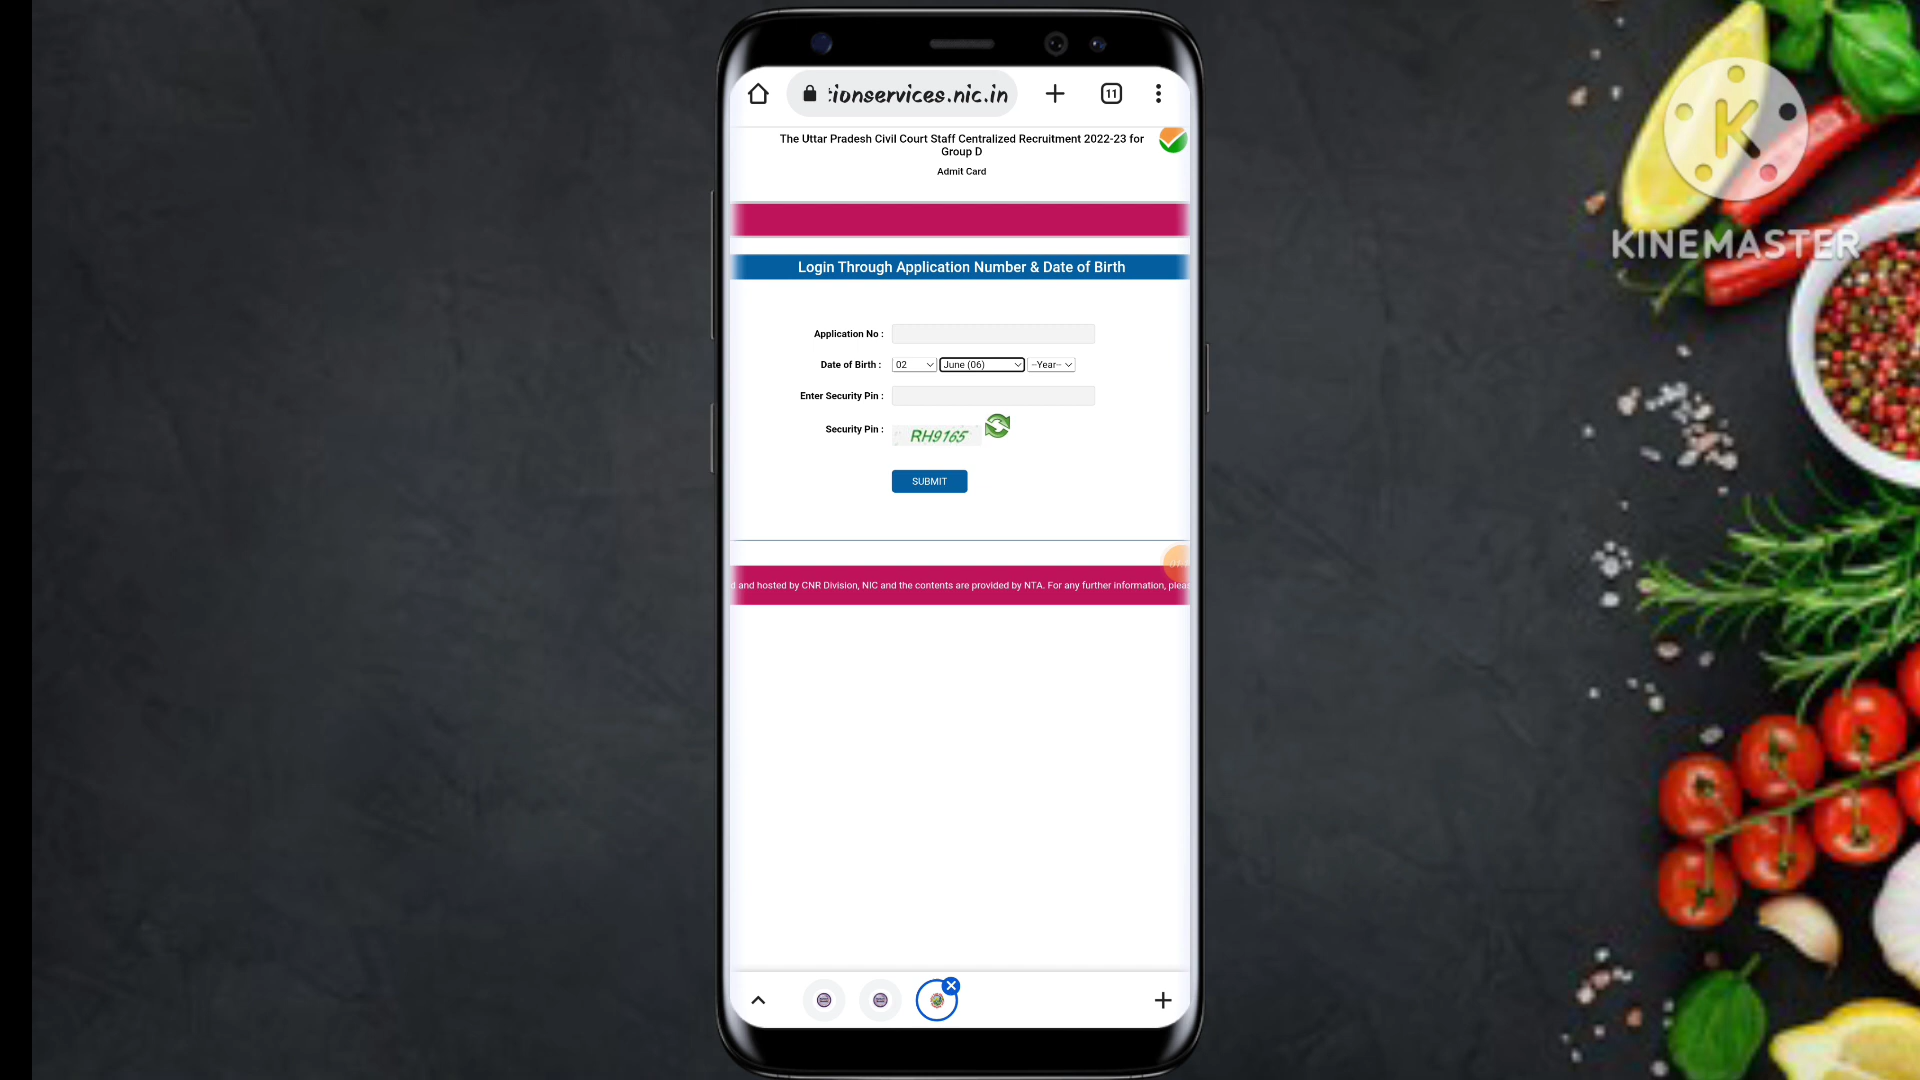 :ionservices.nic.in
11
The Uttar Pradesh Civil Court Staff Centralized Recruitment 2022-23 for
Group D
Admit Card
K
KINEMASTER
Login Through Application Number & Date of Birth
Application No :
Date of Birth : 02 June (06) --Year--
Enter Security Pin :
Security Pin : RH9165
SUBMIT
d and hosted by CNR Division, NIC and the contents are provided by NTA. For any further information, pleas